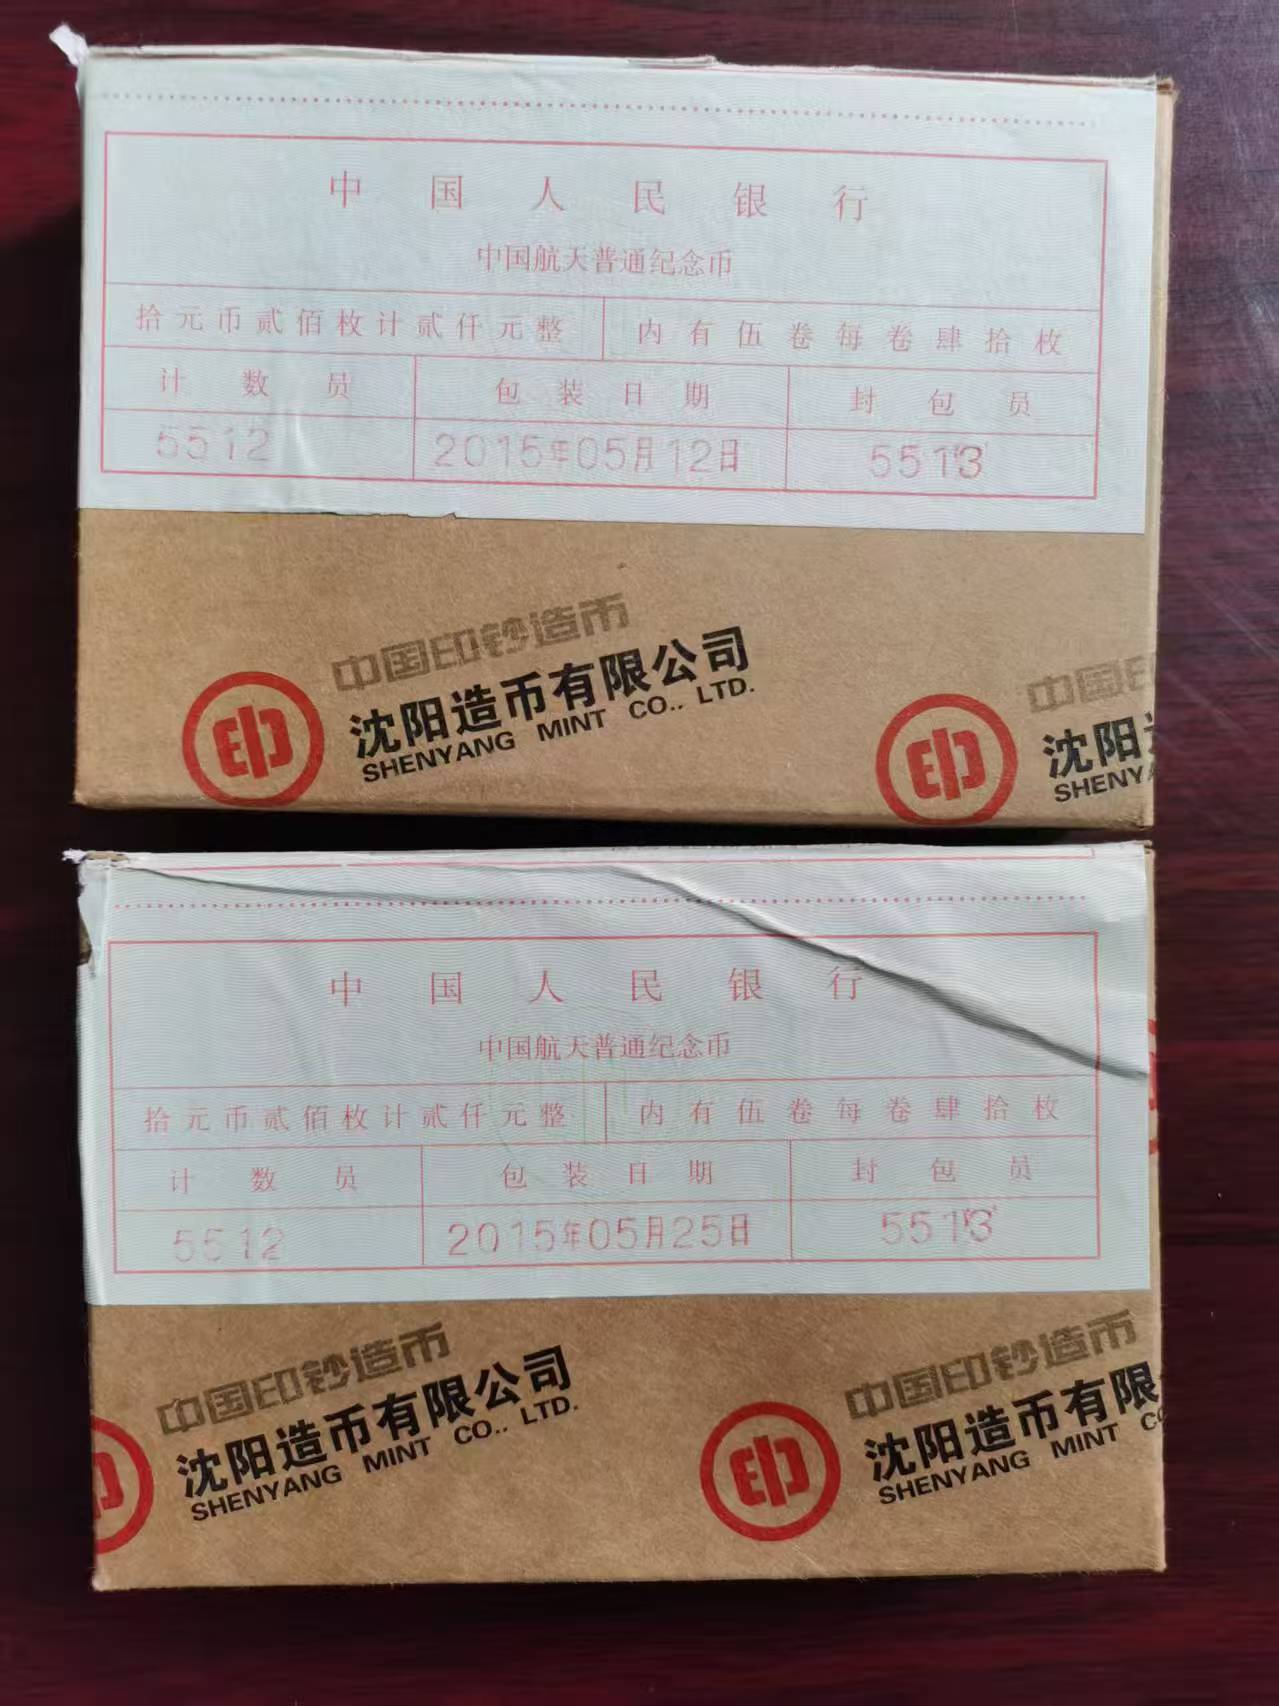 中国人民银行
中国航天普通纪念币
拾元币贰佰枚计贰仟元整 内有伍卷每卷肆拾枚
计数员 包装日期 封包员
5512 2015年05月12日 5513
中国印钞造币
沈阳造币有限公司
SHENYANG MINT CO., LTD.
印
中国印
沈阳
SHENYA
印
中国人民银行
中国航天普通纪念币
拾元币贰佰枚计贰仟元整 内有伍卷每卷肆拾枚
计数员 包装日期 封包员
5512 2015年05月25日 5513
中国印钞造币
沈阳造币有限公司
SHENYANG MINT CO., LTD.
中国印钞造币
沈阳造币有限
SHENYANG MINT CO
印